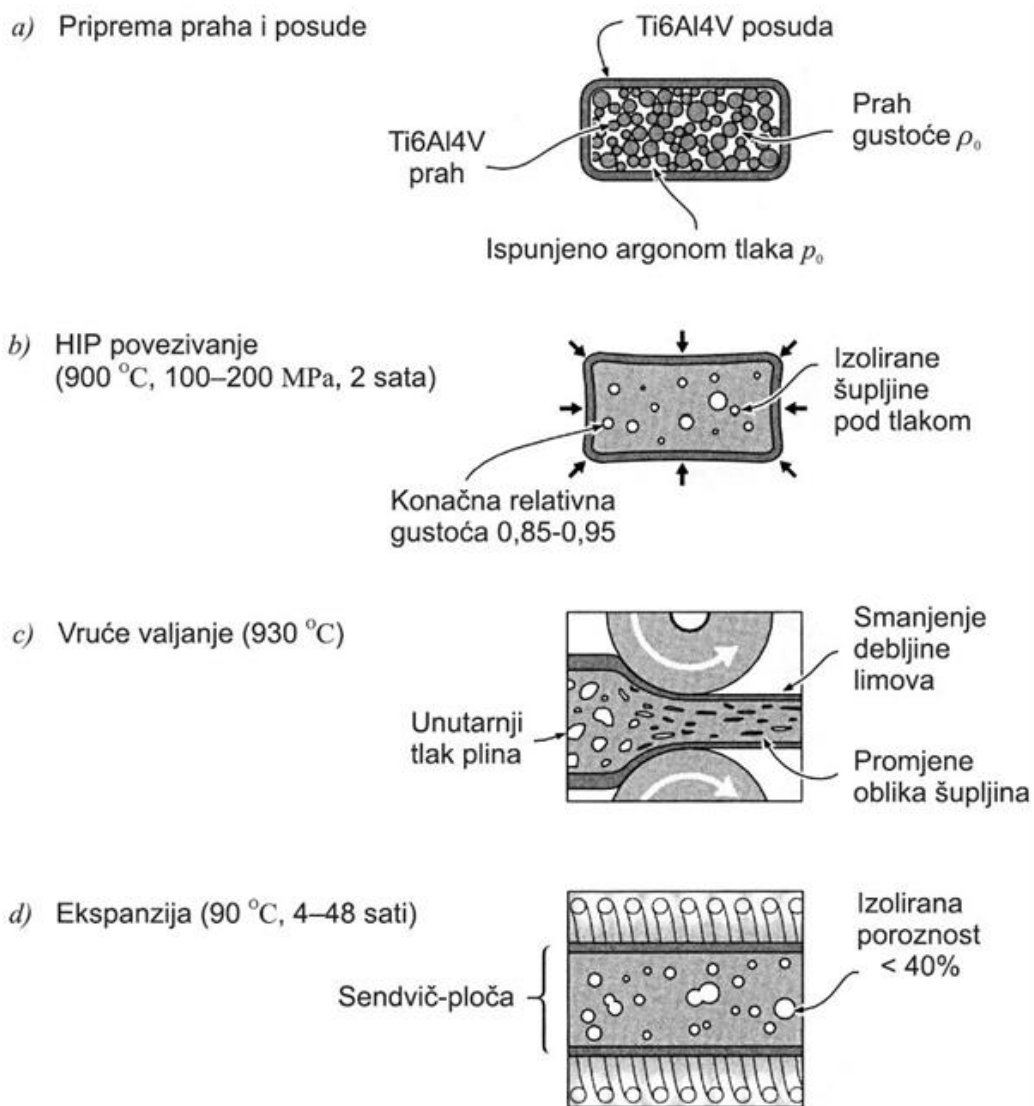 a) Priprema praha i posude
Ti6Al4V posuda
Ti6Al4V
prah
Prah
gustoće ρ₀
Ispunjeno argonom tlaka p₀
b) HIP povezivanje
(900 °C, 100–200 MPa, 2 sata)
Izolirane
šupljine
pod tlakom
Konačna relativna
gustoća 0,85-0,95
c) Vruće valjanje (930 °C)
Smanjenje
debljine
limova
Unutarnji
tlak plina
Promjene
oblika šupljina
d) Ekspanzija (90 °C, 4–48 sati)
Izolirana
poroznost
< 40%
Sendvič-ploča